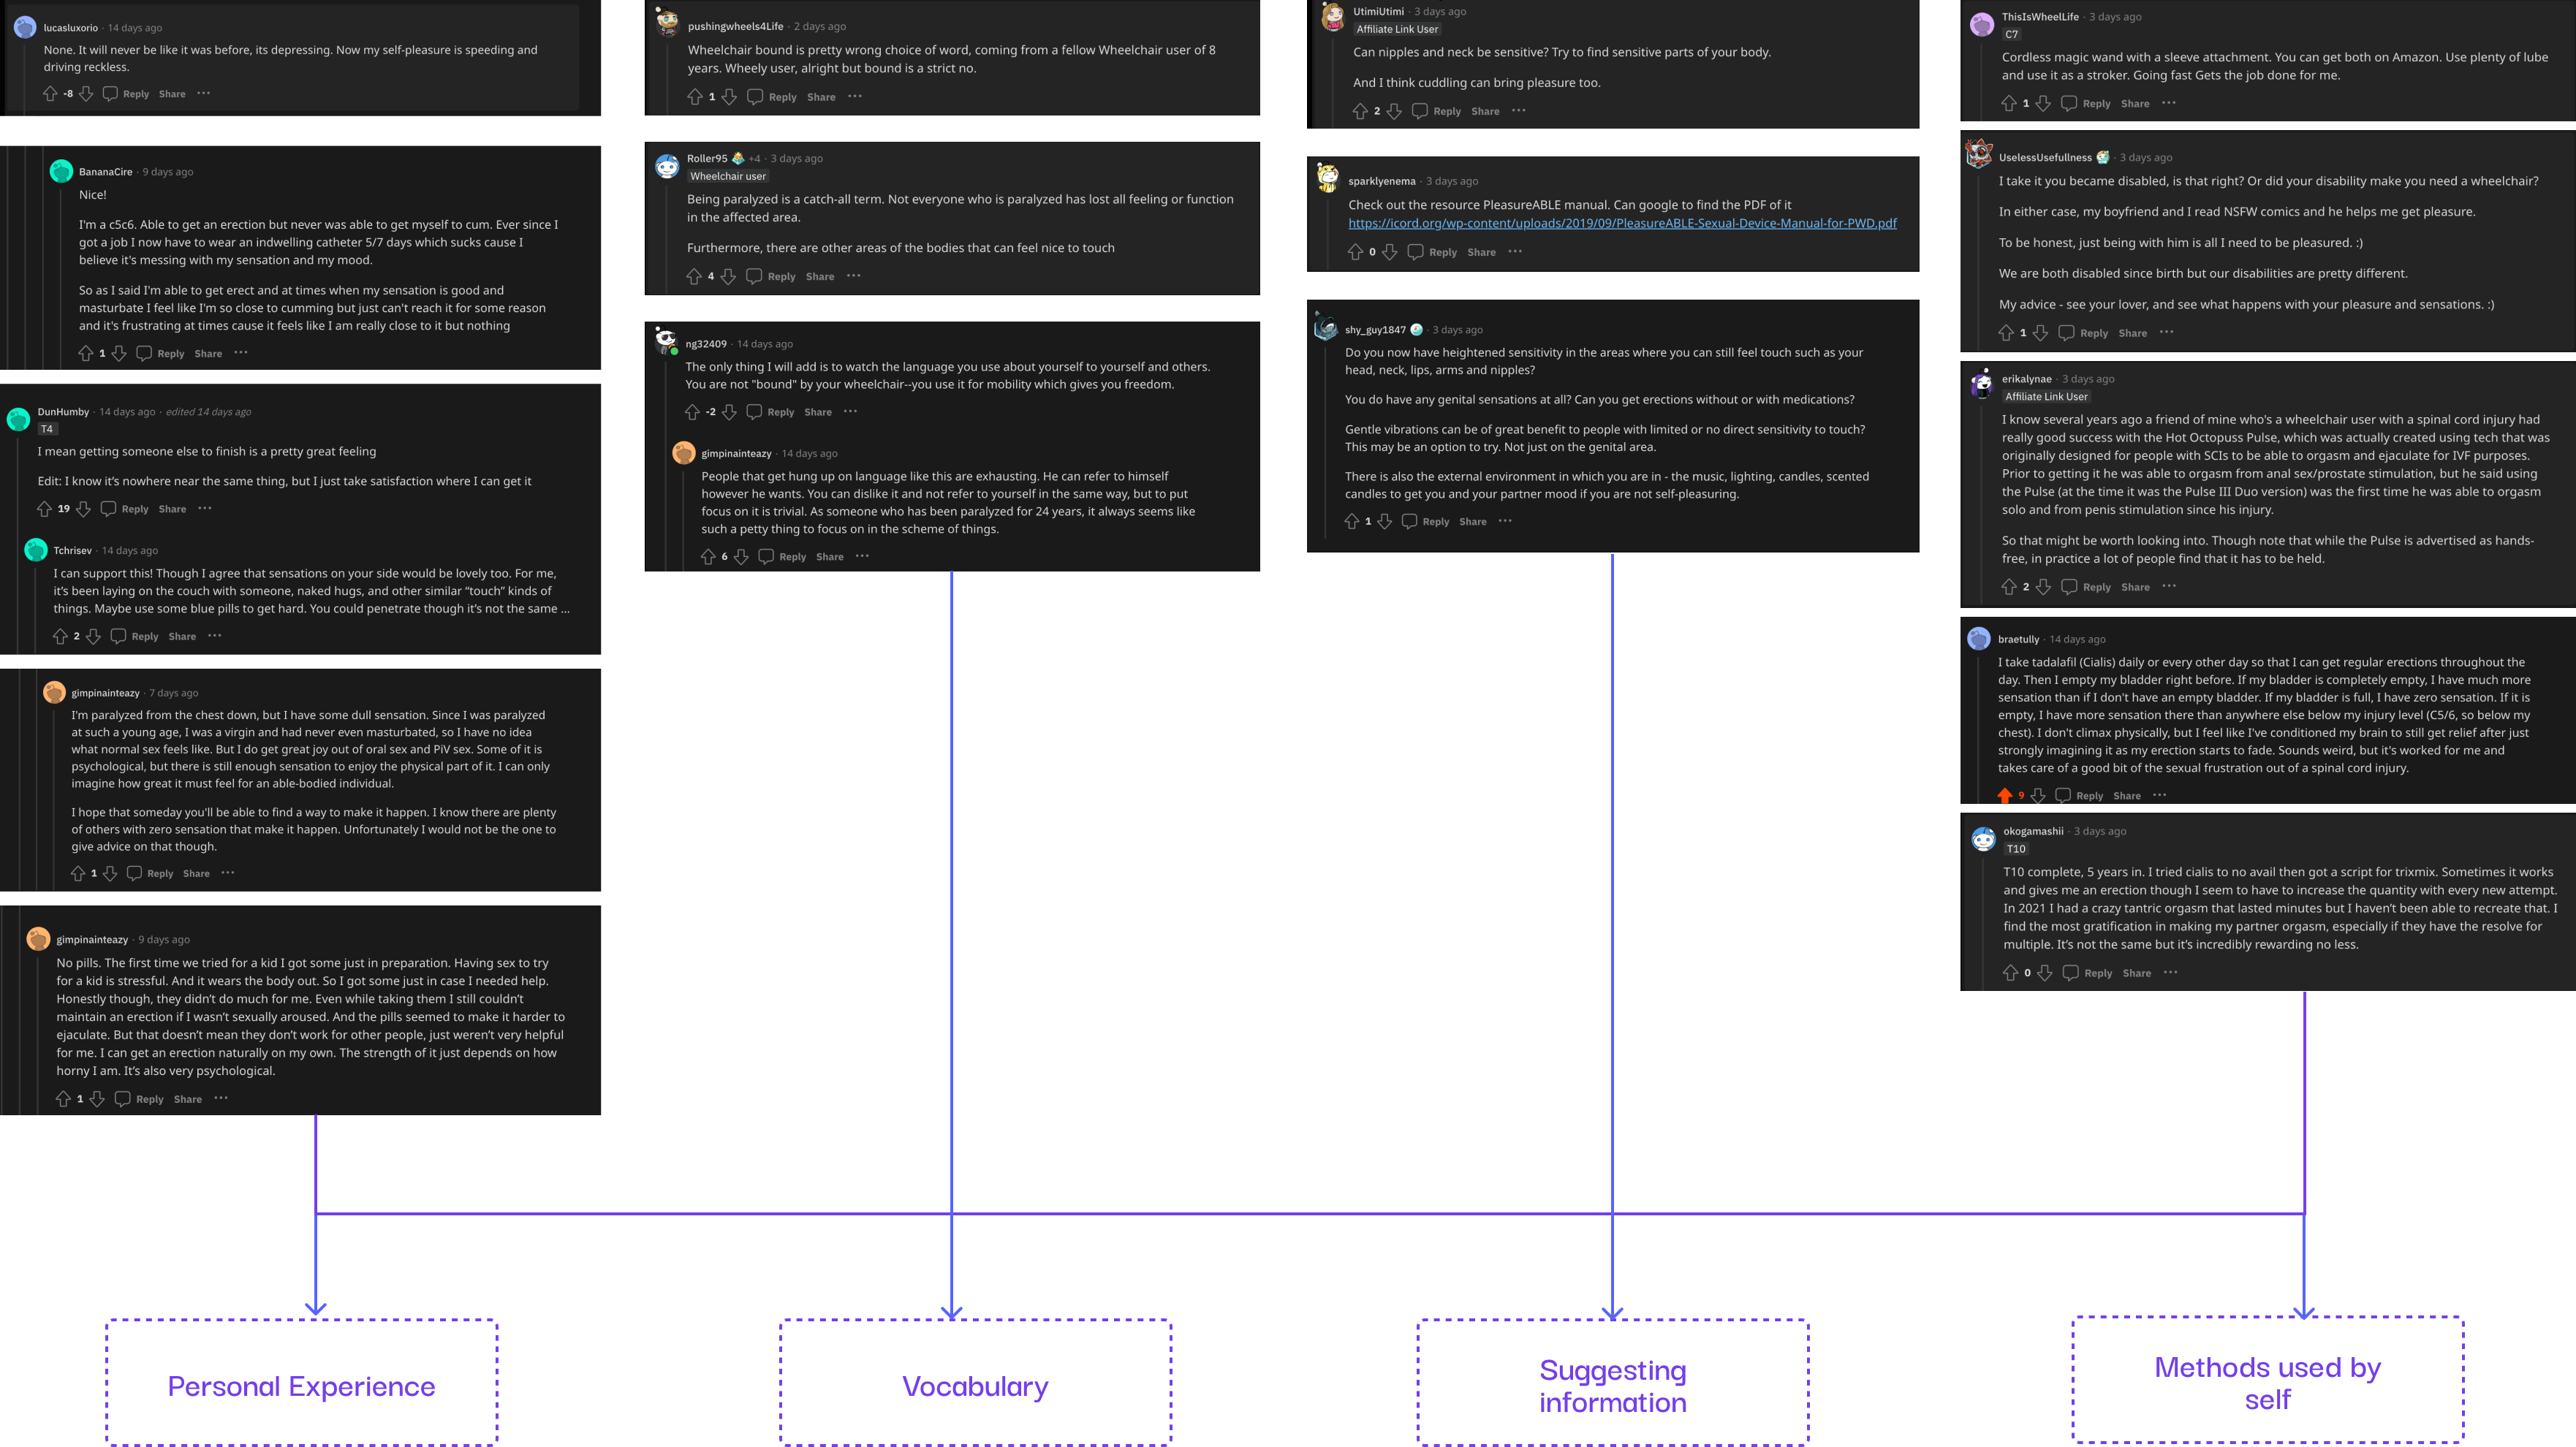 lucasluxorio · 14 days ago
None. It will never be like it was before, its depressing. Now my self-pleasure is speeding and
driving reckless.
-8 Reply Share ···
BananaCire · 9 days ago
Nice!
I'm a c5c6. Able to get an erection but never was able to get myself to cum. Ever since I
got a job I now have to wear an indwelling catheter 5/7 days which sucks cause I
believe it's messing with my sensation and my mood.
So as I said I'm able to get erect and at times when my sensation is good and
masturbate I feel like I'm so close to cumming but just can't reach it for some reason
and it's frustrating at times cause it feels like I am really close to it but nothing
1 Reply Share ···
DunHumby · 14 days ago · edited 14 days ago
T4
I mean getting someone else to finish is a pretty great feeling
Edit: I know it's nowhere near the same thing, but I just take satisfaction where I can get it
19 Reply Share ···
Tchrisev · 14 days ago
I can support this! Though I agree that sensations on your side would be lovely too. For me,
it's been laying on the couch with someone, naked hugs, and other similar “touch” kinds of
things. Maybe use some blue pills to get hard. You could penetrate though it's not the same ...
2 Reply Share ···
gimpinainteazy · 7 days ago
I'm paralyzed from the chest down, but I have some dull sensation. Since I was paralyzed
at such a young age, I was a virgin and had never even masturbated, so I have no idea
what normal sex feels like. But I do get great joy out of oral sex and PiV sex. Some of it is
psychological, but there is still enough sensation to enjoy the physical part of it. I can only
imagine how great it must feel for an able-bodied individual.
I hope that someday you'll be able to find a way to make it happen. I know there are plenty
of others with zero sensation that make it happen. Unfortunately I would not be the one to
give advice on that though.
1 Reply Share ···
gimpinainteazy · 9 days ago
No pills. The first time we tried for a kid I got some just in preparation. Having sex to try
for a kid is stressful. And it wears the body out. So I got some just in case I needed help.
Honestly though, they didn't do much for me. Even while taking them I still couldn't
maintain an erection if I wasn't sexually aroused. And the pills seemed to make it harder to
ejaculate. But that doesn't mean they don't work for other people, just weren't very helpful
for me. I can get an erection naturally on my own. The strength of it just depends on how
horny I am. It's also very psychological.
1 Reply Share ···
pushingwheels4Life · 2 days ago
Wheelchair bound is pretty wrong choice of word, coming from a fellow Wheelchair user of 8
years. Wheely user, alright but bound is a strict no.
1 Reply Share ···
Roller95 +4 · 3 days ago
Wheelchair user
Being paralyzed is a catch-all term. Not everyone who is paralyzed has lost all feeling or function
in the affected area.
Furthermore, there are other areas of the bodies that can feel nice to touch
4 Reply Share ···
ng32409 · 14 days ago
The only thing I will add is to watch the language you use about yourself to yourself and others.
You are not "bound" by your wheelchair--you use it for mobility which gives you freedom.
-2 Reply Share ···
gimpinainteazy · 14 days ago
People that get hung up on language like this are exhausting. He can refer to himself
however he wants. You can dislike it and not refer to yourself in the same way, but to put
focus on it is trivial. As someone who has been paralyzed for 24 years, it always seems like
such a petty thing to focus on in the scheme of things.
6 Reply Share ···
UtimiUtimi · 3 days ago
Affiliate Link User
Can nipples and neck be sensitive? Try to find sensitive parts of your body.
And I think cuddling can bring pleasure too.
2 Reply Share ···
sparklyenema · 3 days ago
Check out the resource PleasureABLE manual. Can google to find the PDF of it
https://icord.org/wp-content/uploads/2019/09/PleasureABLE-Sexual-Device-Manual-for-PWD.pdf
0 Reply Share ···
shy_guy1847 · 3 days ago
Do you now have heightened sensitivity in the areas where you can still feel touch such as your
head, neck, lips, arms and nipples?
You do have any genital sensations at all? Can you get erections without or with medications?
Gentle vibrations can be of great benefit to people with limited or no direct sensitivity to touch?
This may be an option to try. Not just on the genital area.
There is also the external environment in which you are in - the music, lighting, candles, scented
candles to get you and your partner mood if you are not self-pleasuring.
1 Reply Share ···
ThisIsWheelLife · 3 days ago
C7
Cordless magic wand with a sleeve attachment. You can get both on Amazon. Use plenty of lube
and use it as a stroker. Going fast Gets the job done for me.
1 Reply Share ···
UselessUsefullness · 3 days ago
I take it you became disabled, is that right? Or did your disability make you need a wheelchair?
In either case, my boyfriend and I read NSFW comics and he helps me get pleasure.
To be honest, just being with him is all I need to be pleasured. :)
We are both disabled since birth but our disabilities are pretty different.
My advice - see your lover, and see what happens with your pleasure and sensations. :)
1 Reply Share ···
erikalynae · 3 days ago
Affiliate Link User
I know several years ago a friend of mine who's a wheelchair user with a spinal cord injury had
really good success with the Hot Octopuss Pulse, which was actually created using tech that was
originally designed for people with SCIs to be able to orgasm and ejaculate for IVF purposes.
Prior to getting it he was able to orgasm from anal sex/prostate stimulation, but he said using
the Pulse (at the time it was the Pulse III Duo version) was the first time he was able to orgasm
solo and from penis stimulation since his injury.
So that might be worth looking into. Though note that while the Pulse is advertised as hands-
free, in practice a lot of people find that it has to be held.
2 Reply Share ···
braetully · 14 days ago
I take tadalafil (Cialis) daily or every other day so that I can get regular erections throughout the
day. Then I empty my bladder right before. If my bladder is completely empty, I have much more
sensation than if I don't have an empty bladder. If my bladder is full, I have zero sensation. If it is
empty, I have more sensation there than anywhere else below my injury level (C5/6, so below my
chest). I don't climax physically, but I feel like I've conditioned my brain to still get relief after just
strongly imagining it as my erection starts to fade. Sounds weird, but it's worked for me and
takes care of a good bit of the sexual frustration out of a spinal cord injury.
9 Reply Share ···
okogamashii · 3 days ago
T10
T10 complete, 5 years in. I tried cialis to no avail then got a script for trixmix. Sometimes it works
and gives me an erection though I seem to have to increase the quantity with every new attempt.
In 2021 I had a crazy tantric orgasm that lasted minutes but I haven't been able to recreate that. I
find the most gratification in making my partner orgasm, especially if they have the resolve for
multiple. It's not the same but it's incredibly rewarding no less.
0 Reply Share ···
Personal Experience
Vocabulary
Suggesting
information
Methods used by
self